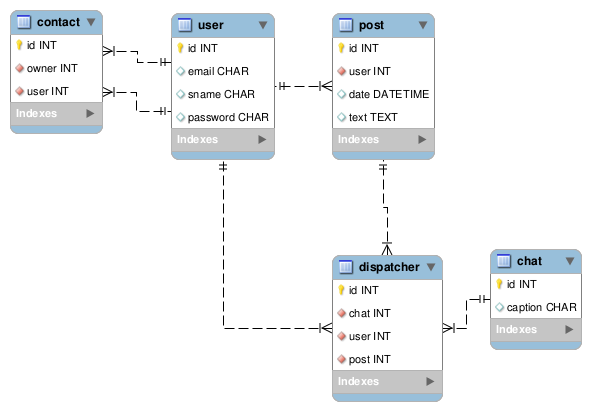 contact
id INT
owner INT
user INT
Indexes
user
id INT
email CHAR
sname CHAR
password CHAR
Indexes
post
id INT
user INT
date DATETIME
text TEXT
Indexes
dispatcher
id INT
chat INT
user INT
post INT
Indexes
chat
id INT
caption CHAR
Indexes